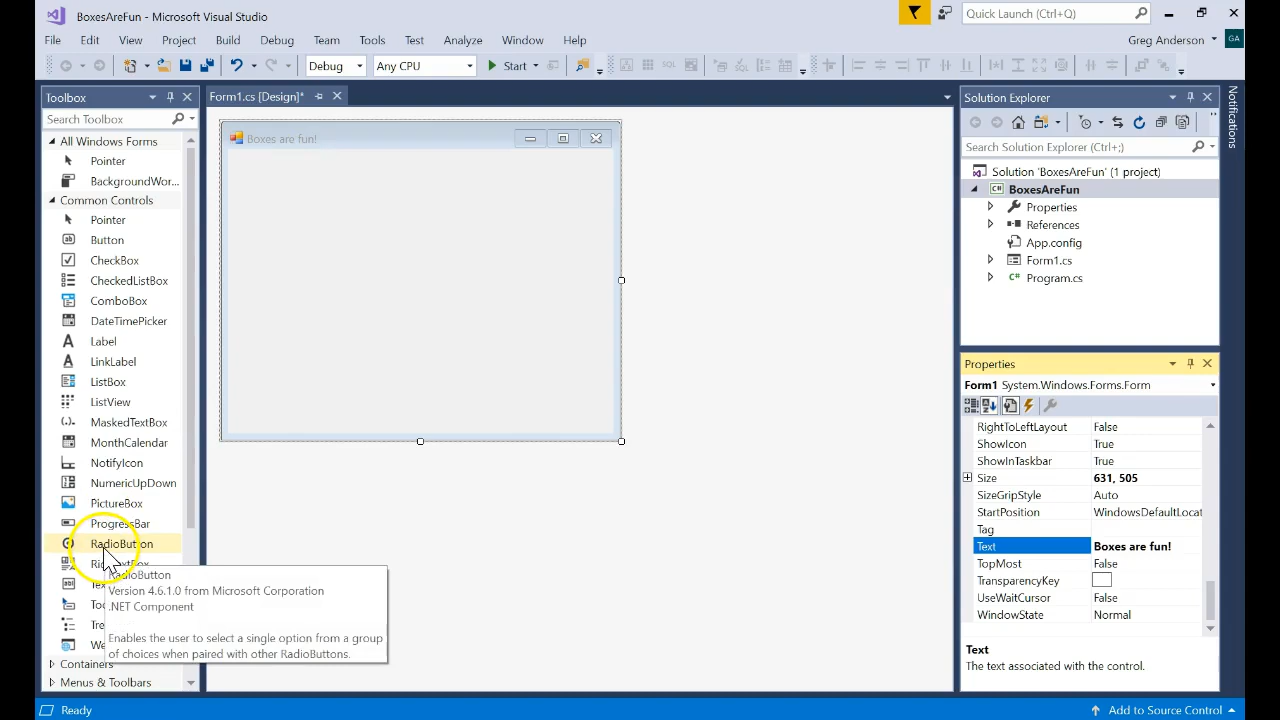 BoxesAreFun - Microsoft Visual Studio
Quick Launch (Ctrl+Q)
File Edit View Project Build Debug Team Tools Test Analyze Window Help
Greg Anderson GA
Debug Any CPU Start
Toolbox
Form1.cs [Design]*
Solution Explorer
Notifications
Search Toolbox
All Windows Forms
Pointer
BackgroundWor...
Common Controls
Pointer
Button
CheckBox
CheckedListBox
ComboBox
DateTimePicker
Label
LinkLabel
ListBox
ListView
MaskedTextBox
MonthCalendar
NotifyIcon
NumericUpDown
PictureBox
ProgressBar
RadioButton
Containers
Menus & Toolbars
RadioButton
Version 4.6.1.0 from Microsoft Corporation
.NET Component
Enables the user to select a single option from a group
of choices when paired with other RadioButtons.
Boxes are fun!
Search Solution Explorer (Ctrl+;)
Solution 'BoxesAreFun' (1 project)
BoxesAreFun
Properties
References
App.config
Form1.cs
Program.cs
Properties
Form1 System.Windows.Forms.Form
RightToLeftLayout False
ShowIcon True
ShowInTaskbar True
Size 631, 505
SizeGripStyle Auto
StartPosition WindowsDefaultLocat
Tag
Text Boxes are fun!
TopMost False
TransparencyKey
UseWaitCursor False
WindowState Normal
Text
The text associated with the control.
Ready
Add to Source Control